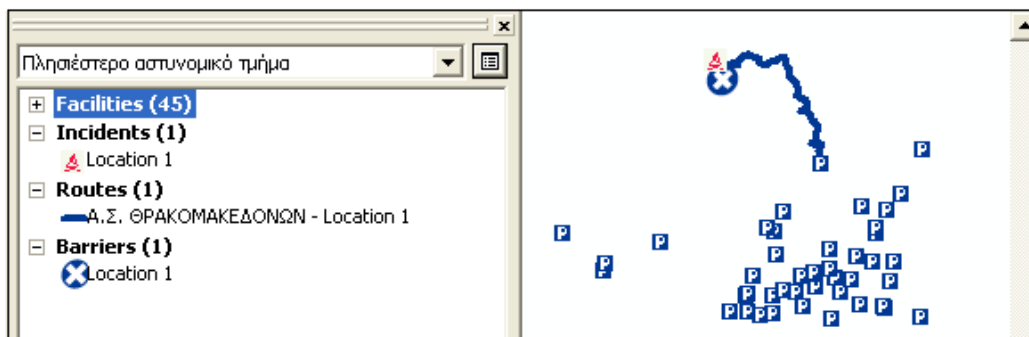 Πλησιέστερο αστυνομικό τμήμα
Facilities (45)
Incidents (1)
Location 1
Routes (1)
Α.Σ. ΘΡΑΚΟΜΑΚΕΔΟΝΩΝ - Location 1
Barriers (1)
Location 1